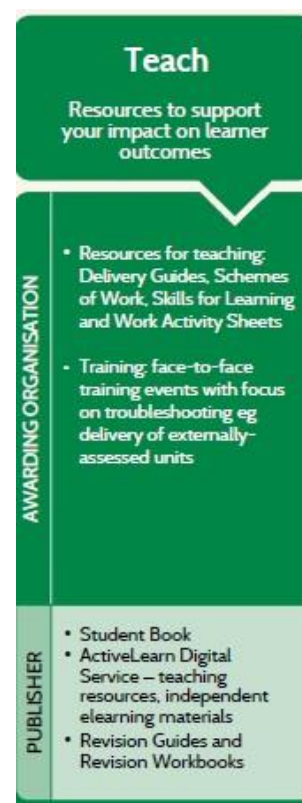 Teach
Resources to support
your impact on learner
outcomes
AWARDING ORGANISATION
• Resources for teaching:
Delivery Guides, Schemes
of Work, Skills for Learning
and Work Activity Sheets
• Training: face-to-face
training events with focus
on troubleshooting eg
delivery of externally-
assessed units
PUBLISHER
• Student Book
• ActiveLearn Digital
Service – teaching
resources, independent
elearning materials
• Revision Guides and
Revision Workbooks